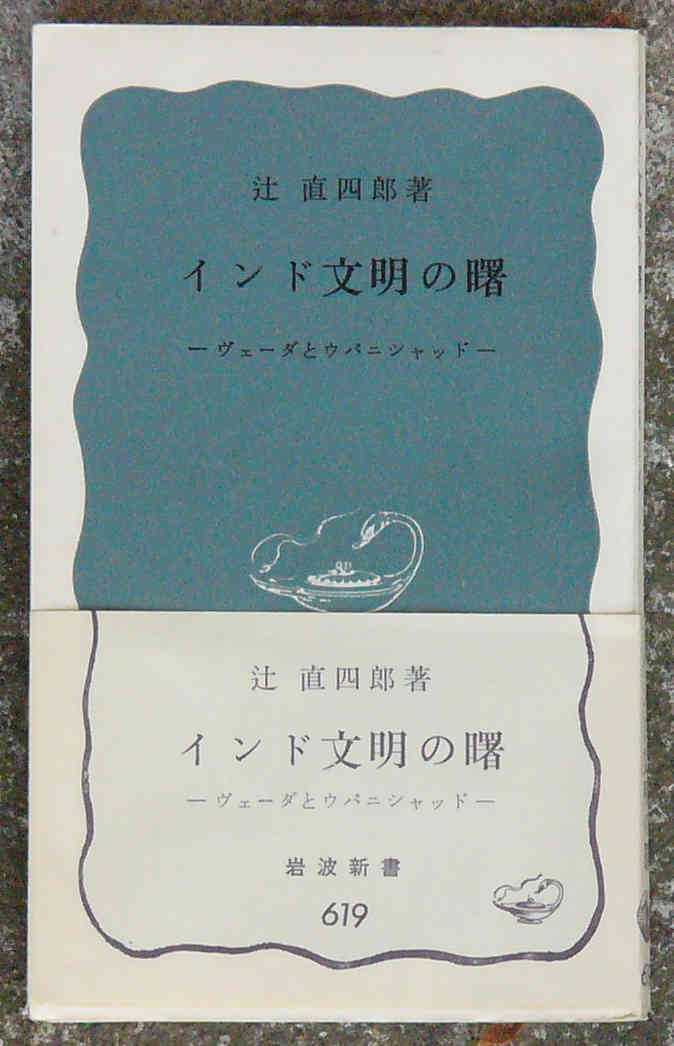 辻 直四郎著
インド文明の曙
―ヴェーダとウパニシャッド―
辻 直四郎著
インド文明の曙
―ヴェーダとウパニシャッド―
岩波新書
619